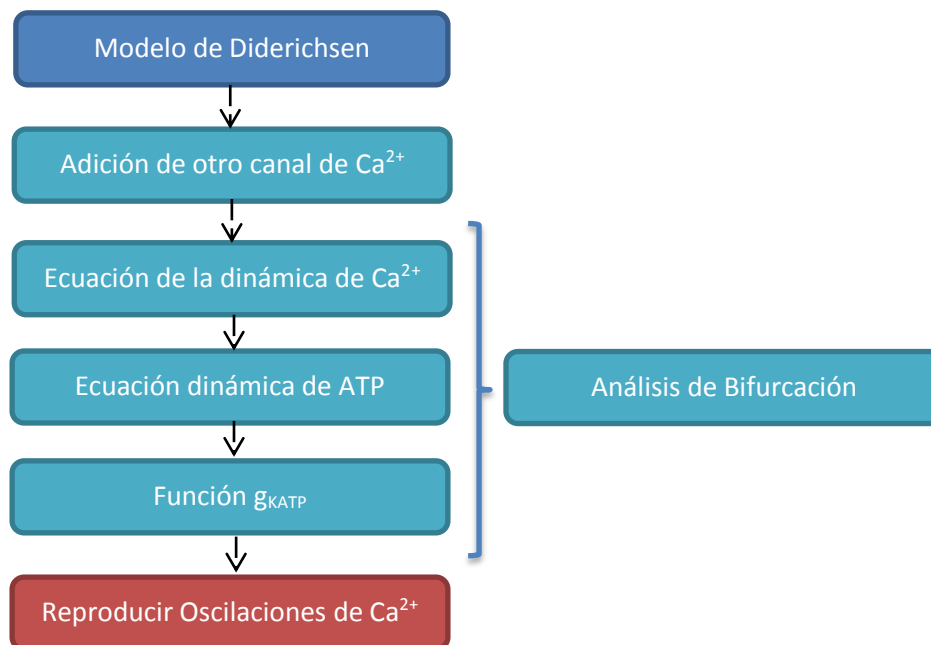 Modelo de Diderichsen
Adición de otro canal de Ca²⁺
Ecuación de la dinámica de Ca²⁺
Ecuación dinámica de ATP
Análisis de Bifurcación
Función gKATP
Reproducir Oscilaciones de Ca²⁺